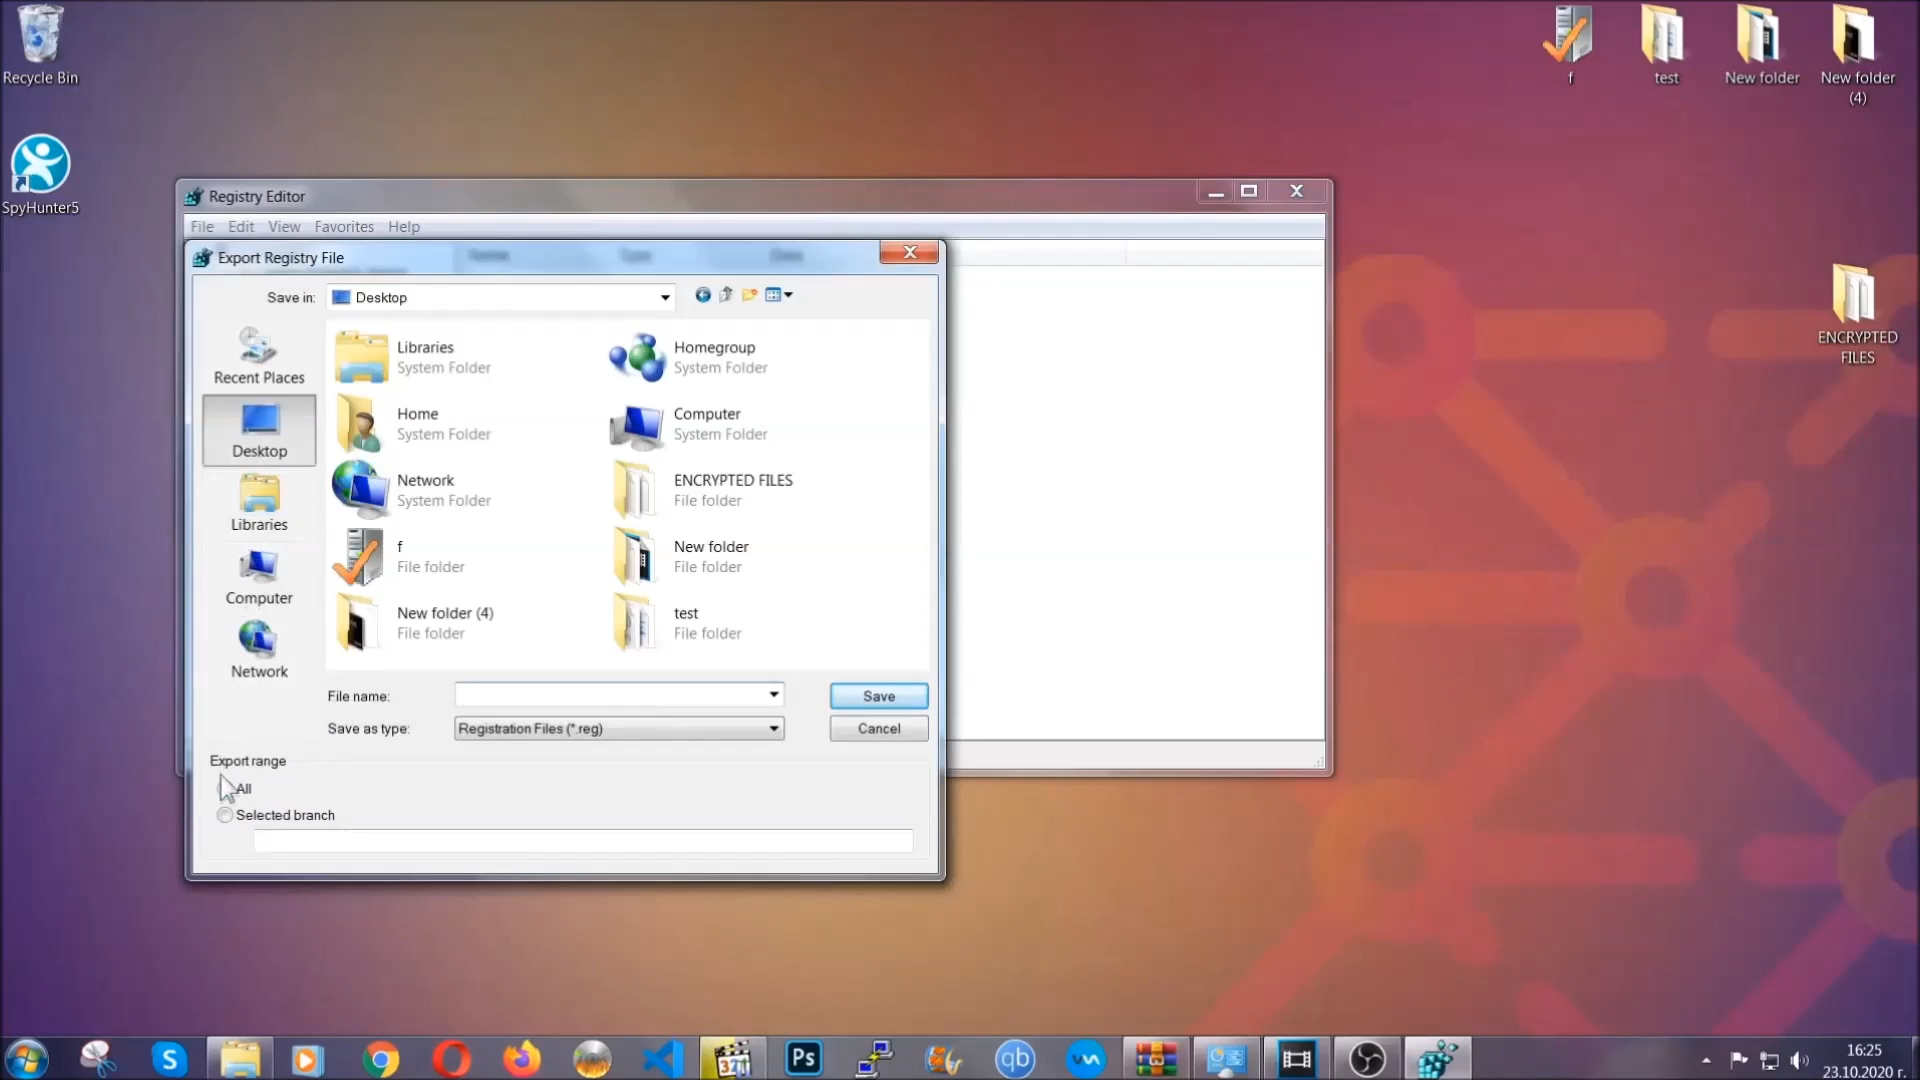 Recycle Bin
SpyHunter5
f
test
New folder
New folder
(4)
ENCRYPTED
FILES
Registry Editor
File Edit View Favorites Help
Export Registry File
Save in:
Desktop
Recent Places
Desktop
Libraries
Computer
Network
Libraries
System Folder
Homegroup
System Folder
Home
System Folder
Computer
System Folder
Network
System Folder
ENCRYPTED FILES
File folder
f
File folder
New folder
File folder
New folder (4)
File folder
test
File folder
File name:
Save
Save as type:
Registration Files (*.reg)
Cancel
Export range
All
Selected branch
S
321
Ps
qb
16:25
23.10.2020 г.